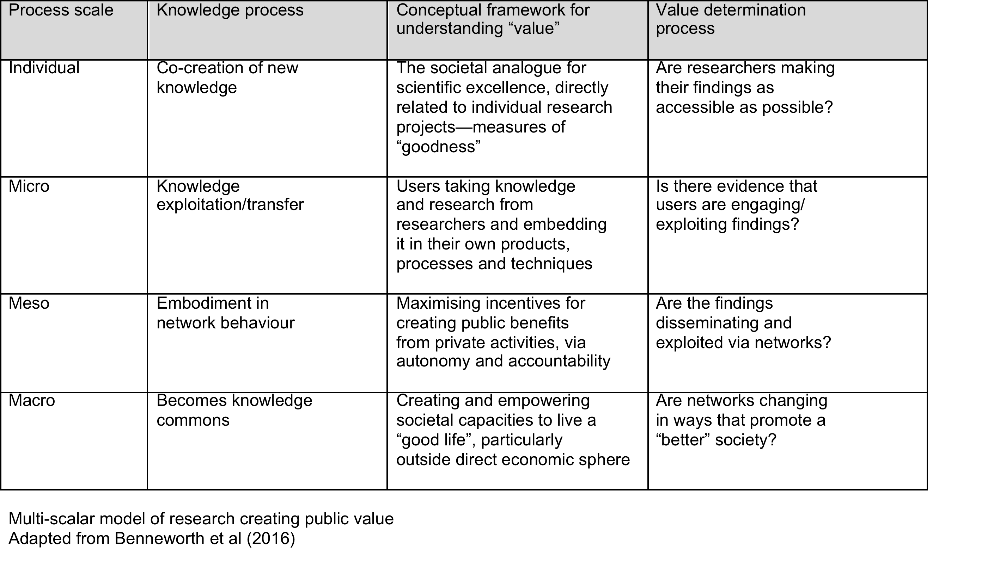 Process scale
Knowledge process
Conceptual framework for
understanding “value”
Value determination
process
Individual
Co-creation of new
knowledge
The societal analogue for
scientific excellence, directly
related to individual research
projects—measures of
“goodness”
Are researchers making
their findings as
accessible as possible?
Micro
Knowledge
exploitation/transfer
Users taking knowledge
and research from
researchers and embedding
it in their own products,
processes and techniques
Is there evidence that
users are engaging/
exploiting findings?
Meso
Embodiment in
network behaviour
Maximising incentives for
creating public benefits
from private activities, via
autonomy and accountability
Are the findings
disseminating and
exploited via networks?
Macro
Becomes knowledge
commons
Creating and empowering
societal capacities to live a
“good life”, particularly
outside direct economic sphere
Are networks changing
in ways that promote a
“better” society?
Multi-scalar model of research creating public value
Adapted from Benneworth et al (2016)